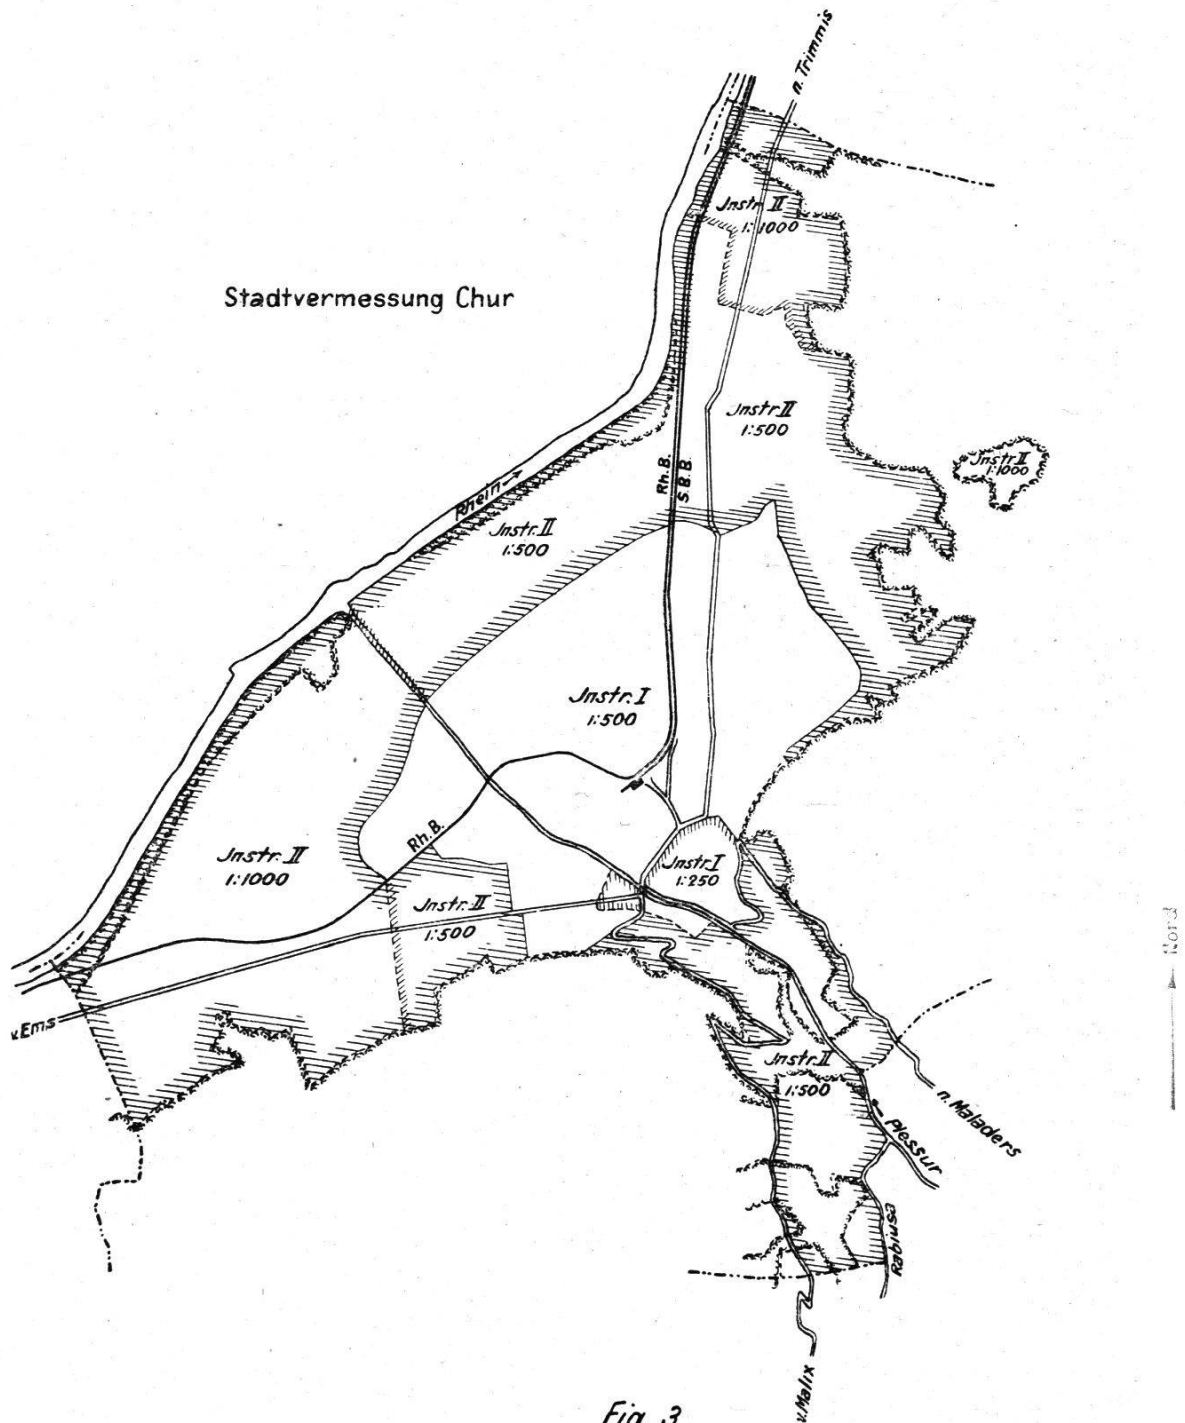 n. Trimmis
Jnstr. II
1:1000
Stadtvermessung Chur
Jnstr. II
1:500
Jnstr. II
1:1000
Rh. B.
S.B.B.
Rhein
Jnstr. II
1:500
Jnstr. I
1:500
Rh. B.
Jnstr. II
1:1000
Jnstr. I
1:250
Jnstr. II
1:500
Nord
v. Ems
Jnstr. II
1:500
n. Maladers
Plessur
Rabiusa
v. Malix
Fig. 3